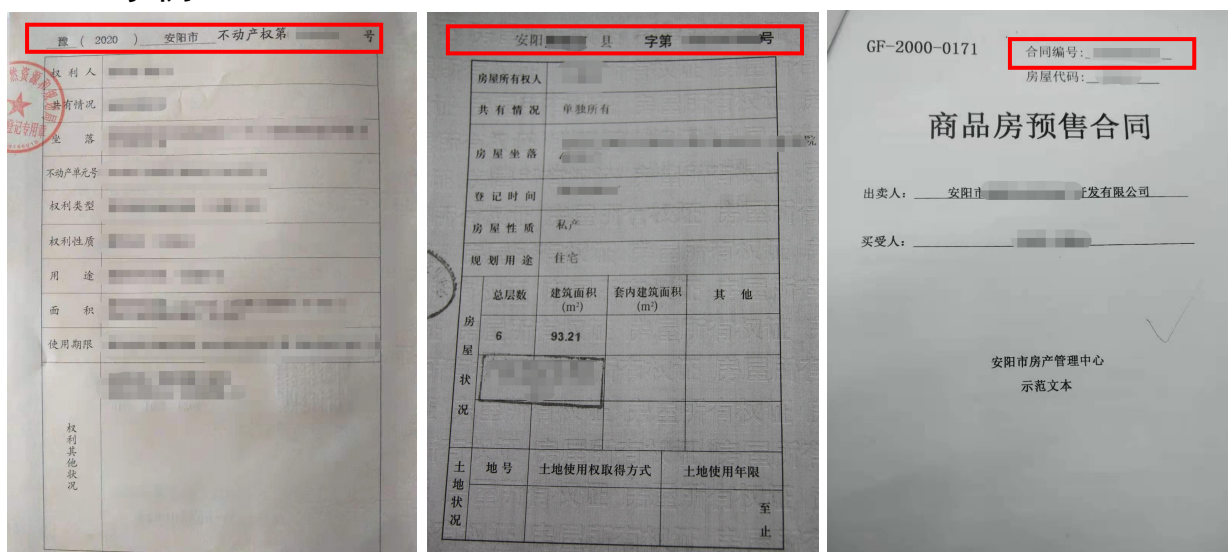 豫 ( 2020 ) 安阳市 不动产权第 号
权利人
共有情况
坐 落
不动产单元号
权利类型
权利性质
用 途
面 积
使用期限
权利其他状况
登记专用章
安阳 县 字第 号
房屋所有权人
共有情况 单独所有
房屋坐落
院
登记时间
房屋性质 私产
规划用途 住宅
房屋状况
总层数 建筑面积(m²) 套内建筑面积(m²) 其 他
6 93.21
土地状况
地号 土地使用权取得方式 土地使用年限
至
止
GF-2000-0171
合同编号:
房屋代码:
商品房预售合同
出卖人: 安阳市 开发有限公司
买受人:
安阳市房产管理中心
示范文本